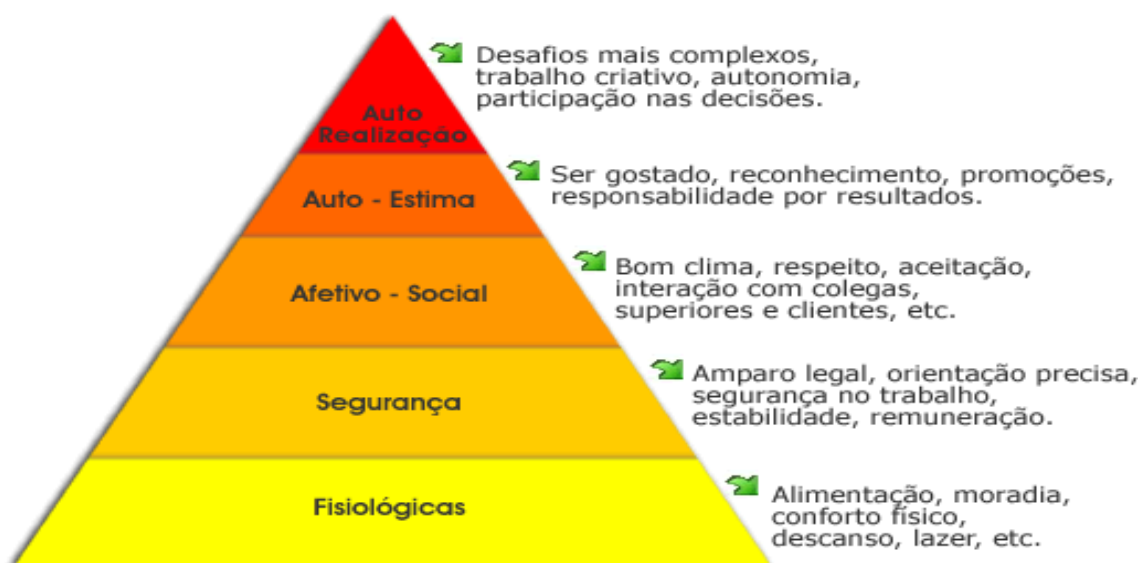 Desafios mais complexos,
trabalho criativo, autonomia,
participação nas decisões.
Auto
Realização
Ser gostado, reconhecimento, promoções,
responsabilidade por resultados.
Auto - Estima
Bom clima, respeito, aceitação,
interação com colegas,
superiores e clientes, etc.
Afetivo - Social
Amparo legal, orientação precisa,
segurança no trabalho,
estabilidade, remuneração.
Segurança
Alimentação, moradia,
conforto físico,
descanso, lazer, etc.
Fisiológicas